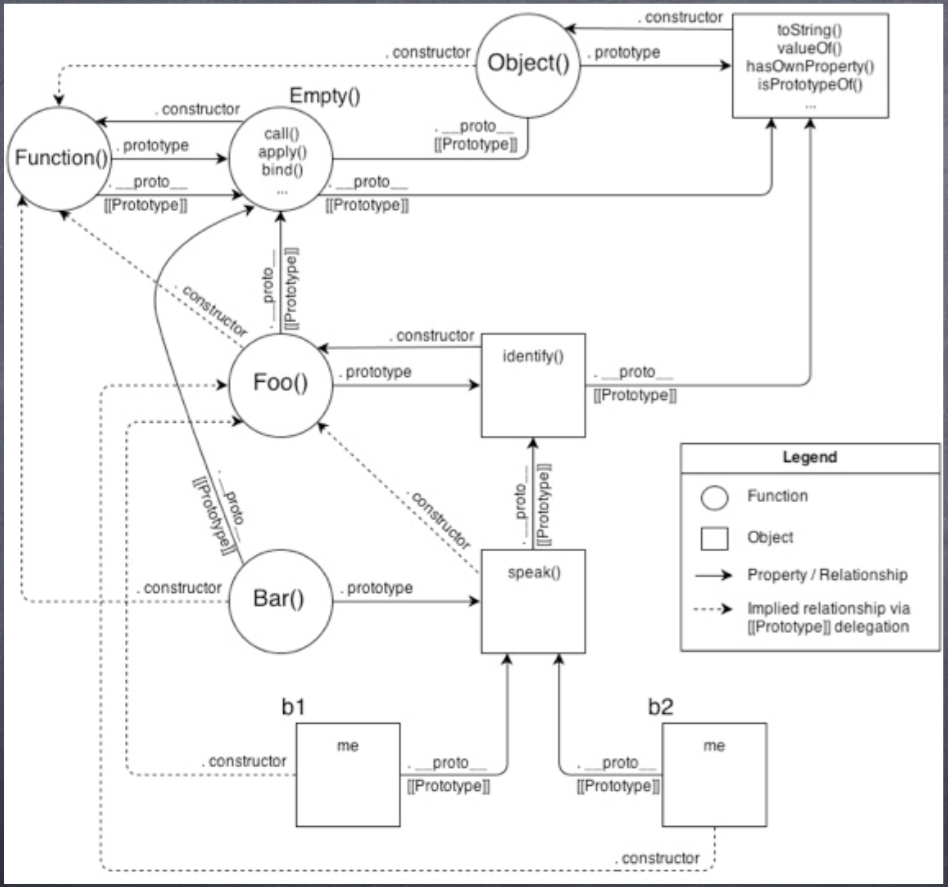 . constructor
toString()
valueOf()
hasOwnProperty()
isPrototypeOf()
...
. constructor
Object()
. prototype
Empty()
. constructor
call()
apply()
bind()
...
. __proto__
[[Prototype]]
Function()
. prototype
. __proto__
[[Prototype]]
. __proto__
[[Prototype]]
. __proto__
[[Prototype]]
. constructor
. constructor
identify()
Foo()
. prototype
. __proto__
[[Prototype]]
. __proto__
[[Prototype]]
. __proto__
[[Prototype]]
. constructor
Legend
Function
Object
Property / Relationship
Implied relationship via
[[Prototype]] delegation
speak()
. constructor
Bar()
. prototype
b1
b2
me
me
. constructor
. __proto__
[[Prototype]]
. __proto__
[[Prototype]]
. constructor